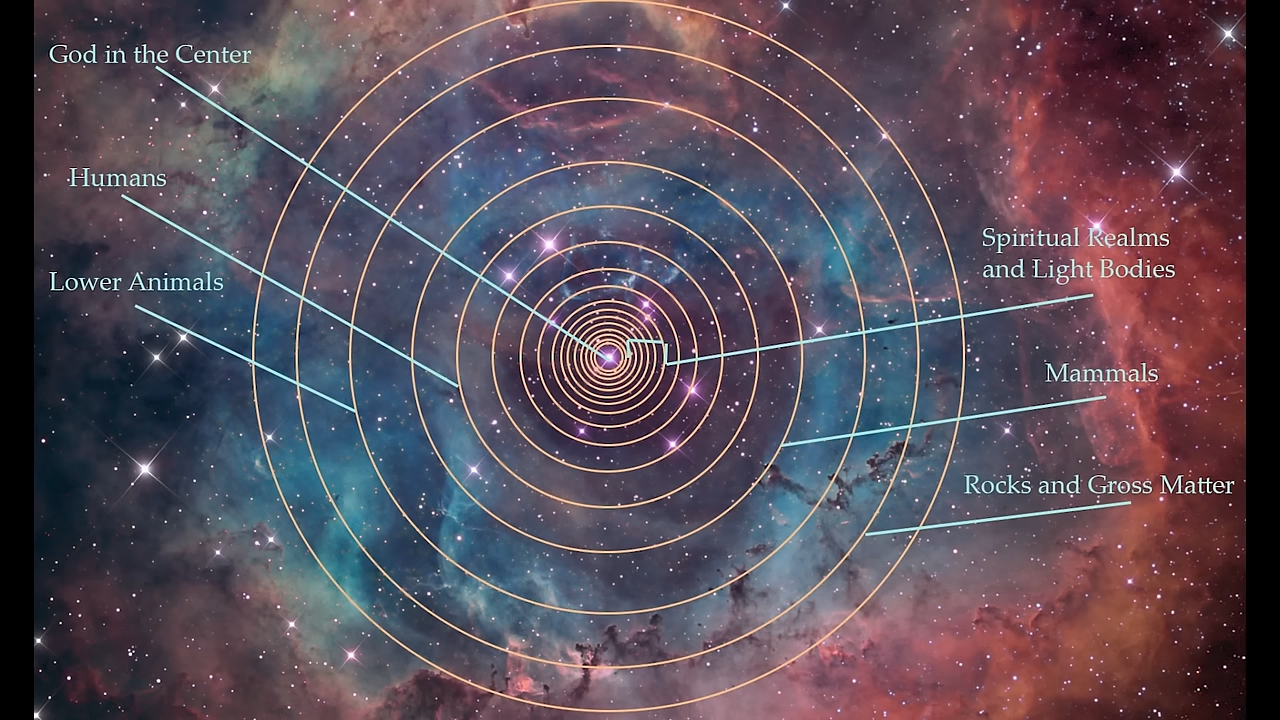 God in the Center
Humans
Lower Animals
Spiritual Realms
and Light Bodies
Mammals
Rocks and Gross Matter